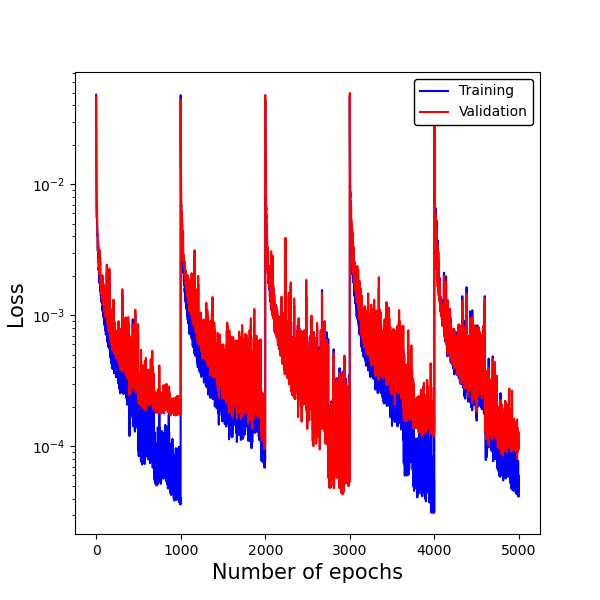 Training
Validation
Loss
10⁻²
10⁻³
10⁻⁴
0 1000 2000 3000 4000 5000
Number of epochs